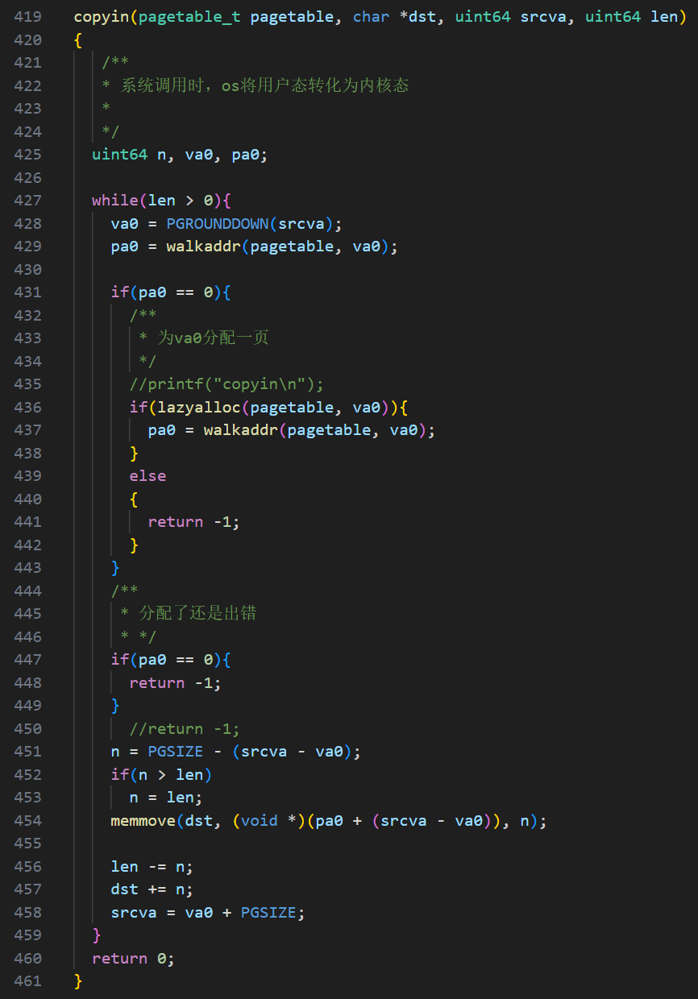 419 copyin(pagetable_t pagetable, char *dst, uint64 srcva, uint64 len)
420 {
421 /**
422 * 系统调用时，os将用户态转化为内核态
423 *
424 */
425 uint64 n, va0, pa0;
426
427 while(len > 0){
428 va0 = PGROUNDDOWN(srcva);
429 pa0 = walkaddr(pagetable, va0);
430
431 if(pa0 == 0){
432 /**
433 * 为va0分配一页
434 */
435 //printf("copyin\n");
436 if(lazyalloc(pagetable, va0)){
437 pa0 = walkaddr(pagetable, va0);
438 }
439 else
440 {
441 return -1;
442 }
443 }
444 /**
445 * 分配了还是出错
446 * */
447 if(pa0 == 0){
448 return -1;
449 }
450 //return -1;
451 n = PGSIZE - (srcva - va0);
452 if(n > len)
453 n = len;
454 memmove(dst, (void *)(pa0 + (srcva - va0)), n);
455
456 len -= n;
457 dst += n;
458 srcva = va0 + PGSIZE;
459 }
460 return 0;
461 }